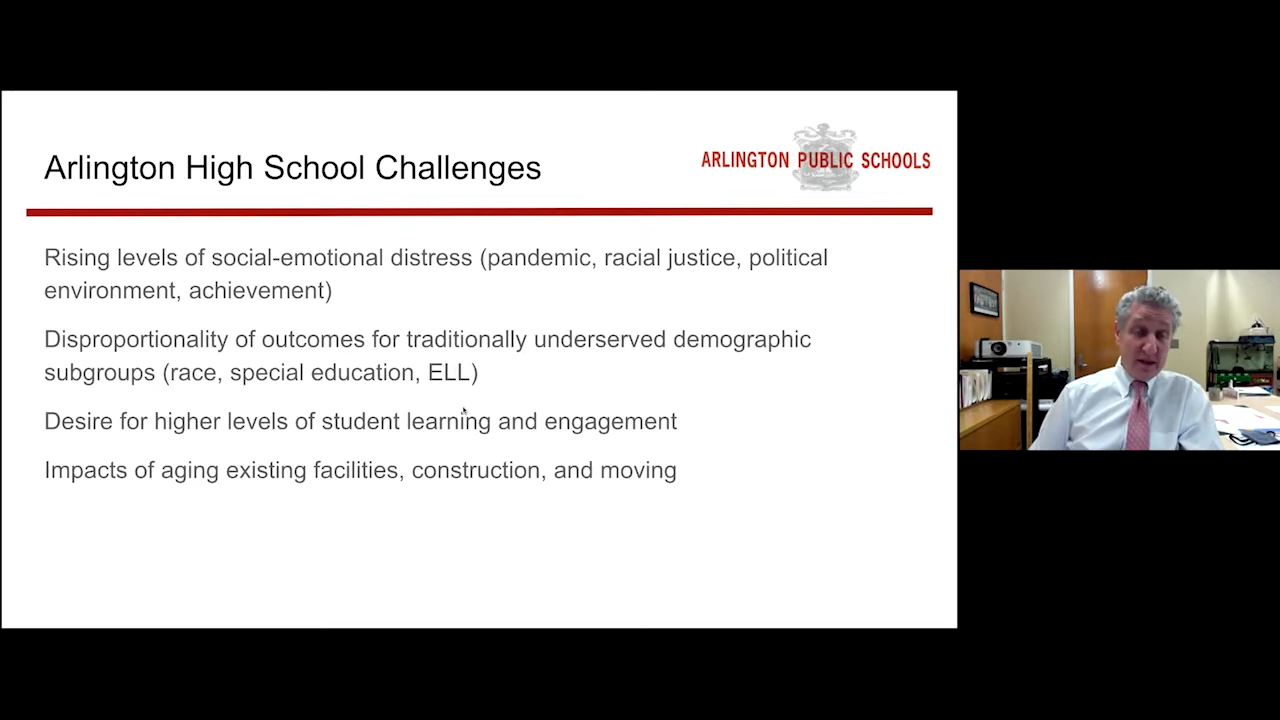 Arlington High School Challenges
ARLINGTON PUBLIC SCHOOLS
Rising levels of social-emotional distress (pandemic, racial justice, political
environment, achievement)
Disproportionality of outcomes for traditionally underserved demographic
subgroups (race, special education, ELL)
Desire for higher levels of student learning and engagement
Impacts of aging existing facilities, construction, and moving